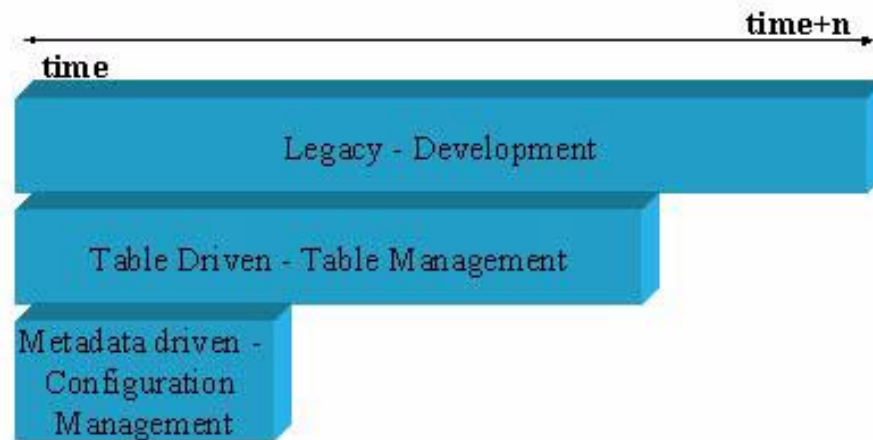 time+n
time
Legacy - Development
Table Driven - Table Management
Metadata driven -
Configuration
Management